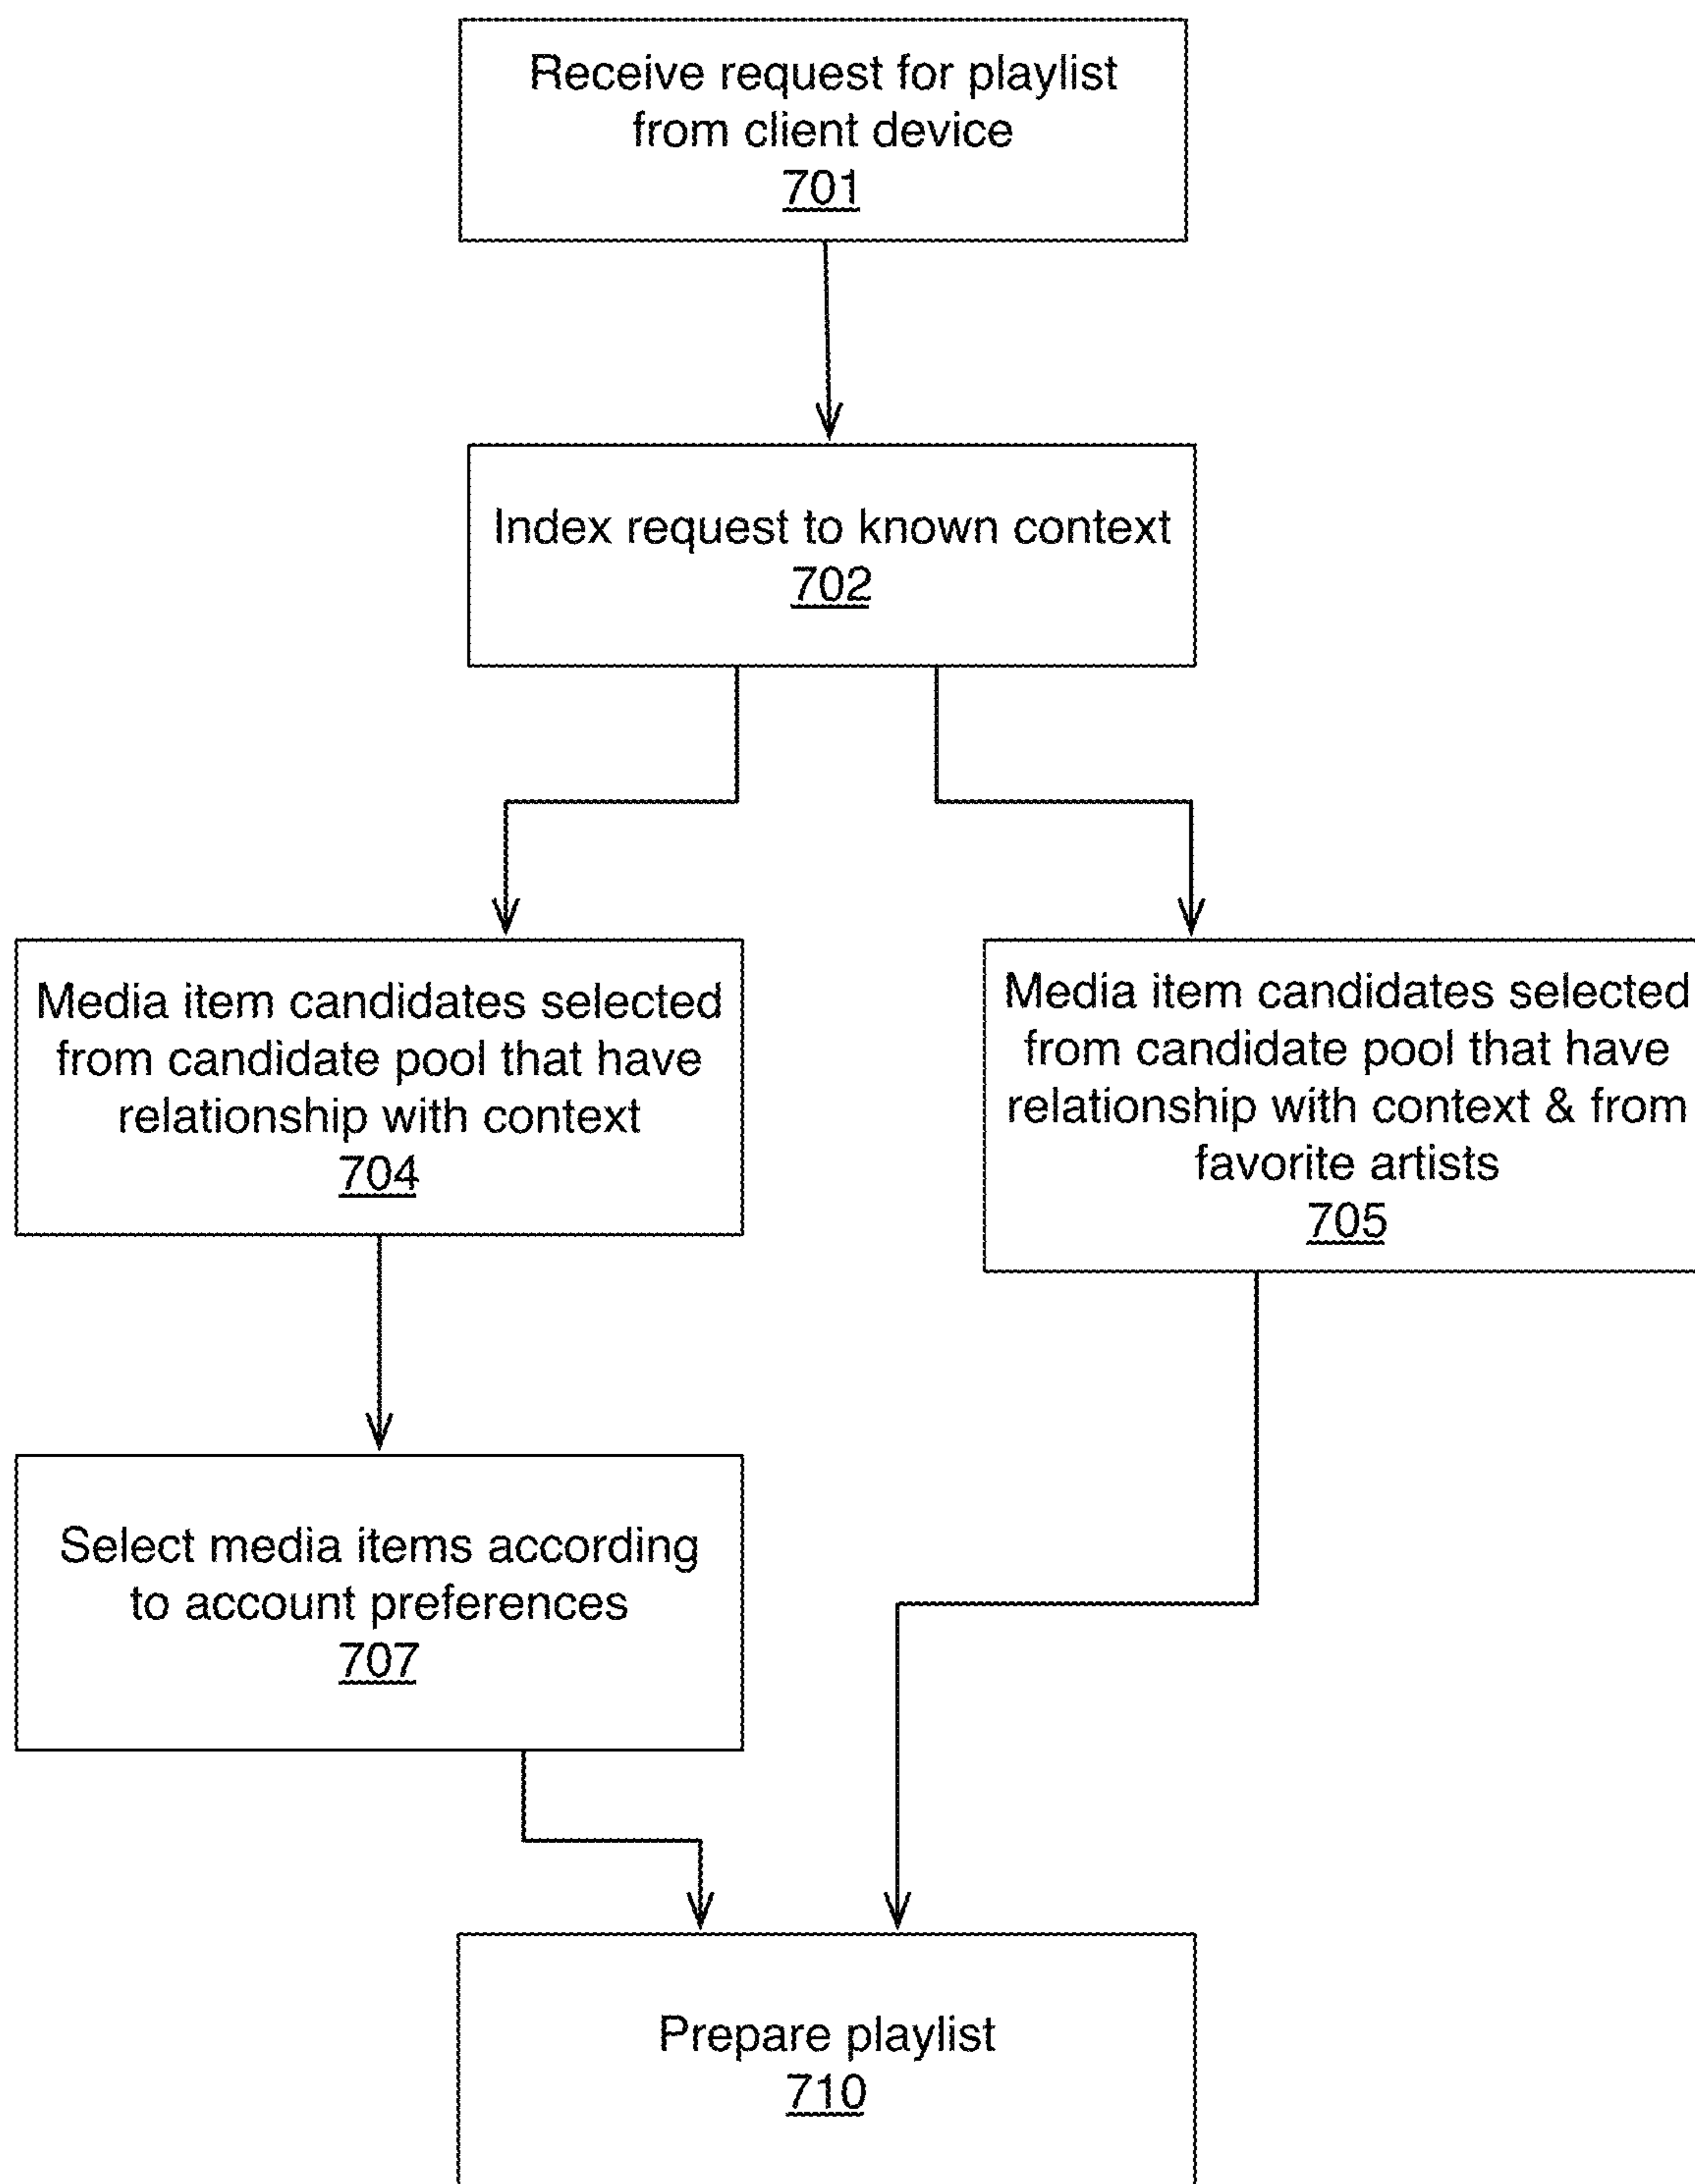 Receive request for playlist
from client device
701
Index request to known context
702
Media item candidates selected
from candidate pool that have
relationship with context
704
Media item candidates selected
from candidate pool that have
relationship with context & from
favorite artists
705
Select media items according
to account preferences
707
Prepare playlist
710